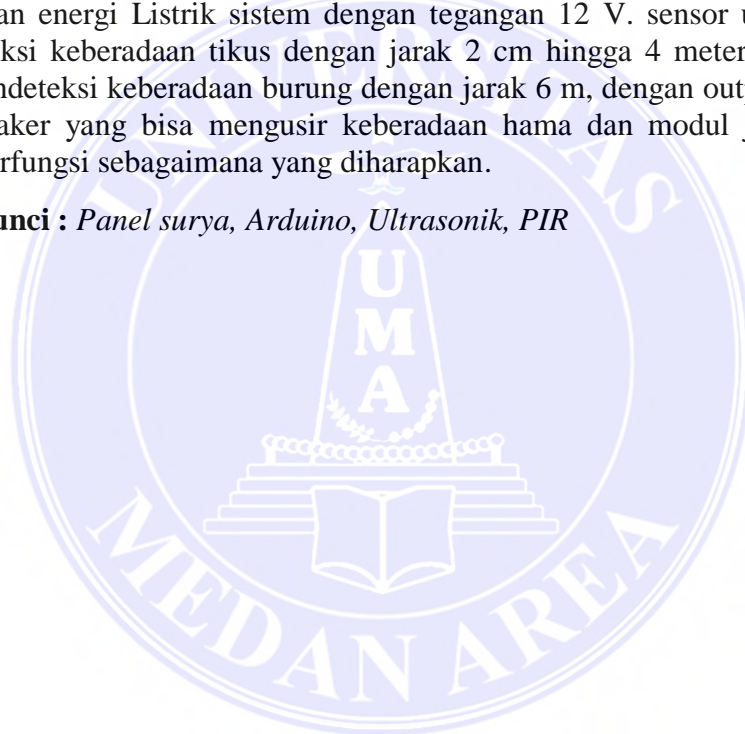 an energi Listrik sistem dengan tegangan 12 V. sensor
ksi keberadaan tikus dengan jarak 2 cm hingga 4 meter
ndeteksi keberadaan burung dengan jarak 6 m, dengan
aker yang bisa mengusir keberadaan hama dan modul
rfungsi sebagaimana yang diharapkan.
unci : Panel surya, Arduino, Ultrasonik, PIR
UNIVERSITAS
U
M
A
MEDAN AREA